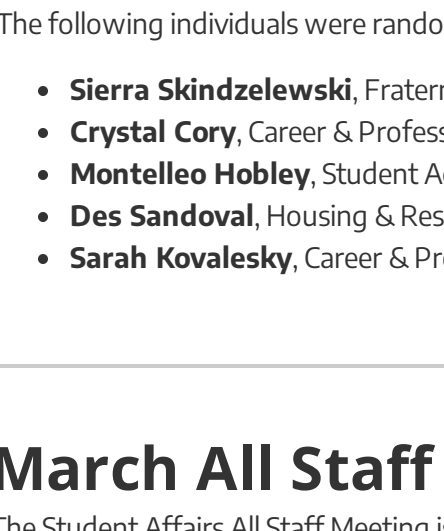 The following individuals were rando
• Sierra Skindzelewski, Fratern
• Crystal Cory, Career & Profess
• Montelleo Hobley, Student A
• Des Sandoval, Housing & Res
• Sarah Kovalesky, Career & Pr
March All Staff
The Student Affairs All Staff Meeting i